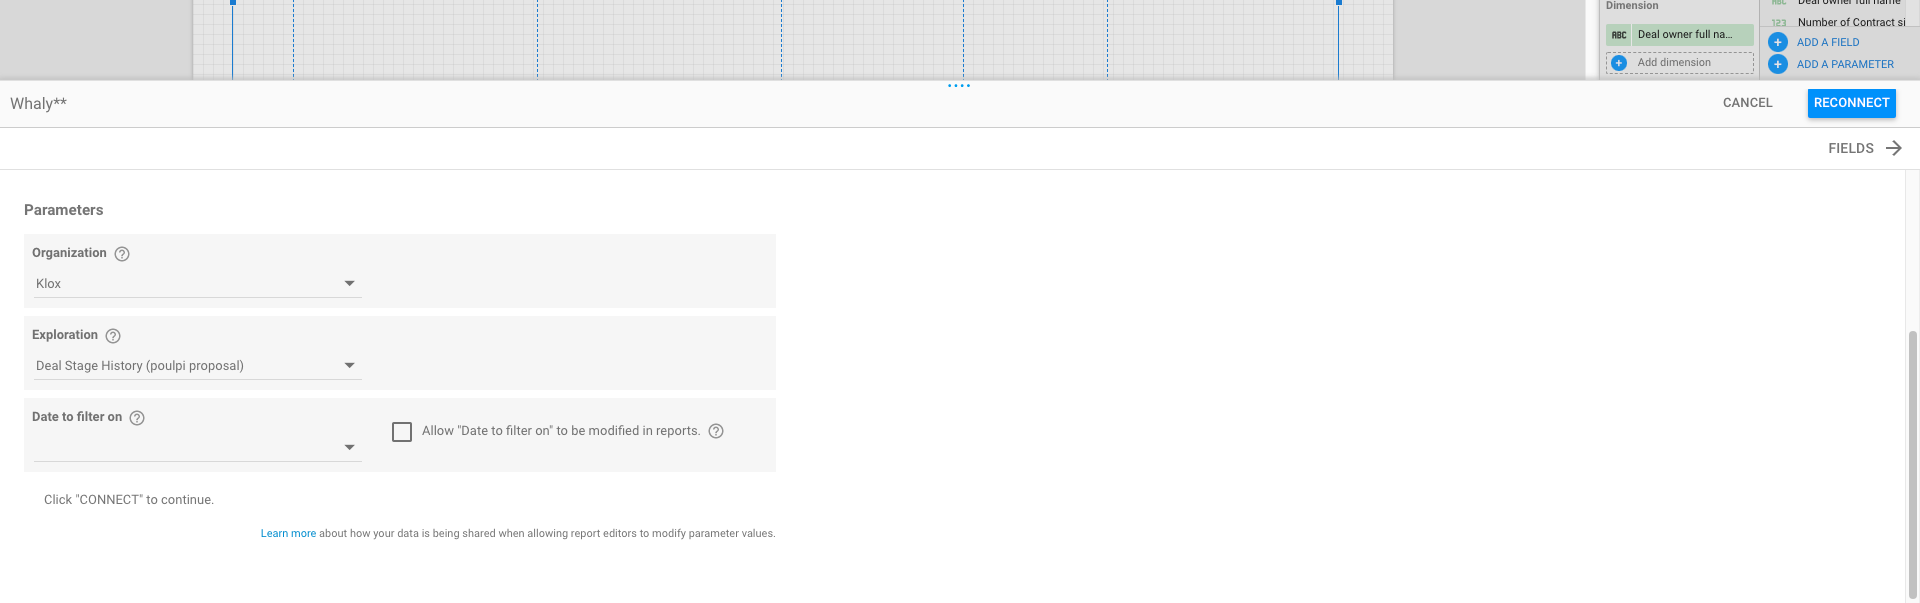 Dimension
ABC Deal owner full name
123 Number of Contract si
ABC Deal owner full na...
ADD A FIELD
Add dimension
ADD A PARAMETER
Whaly**
CANCEL
RECONNECT
FIELDS
Parameters
Organization
Klox
Exploration
Deal Stage History (poulpi proposal)
Date to filter on
Allow "Date to filter on" to be modified in reports.
Click "CONNECT" to continue.
Learn more about how your data is being shared when allowing report editors to modify parameter values.